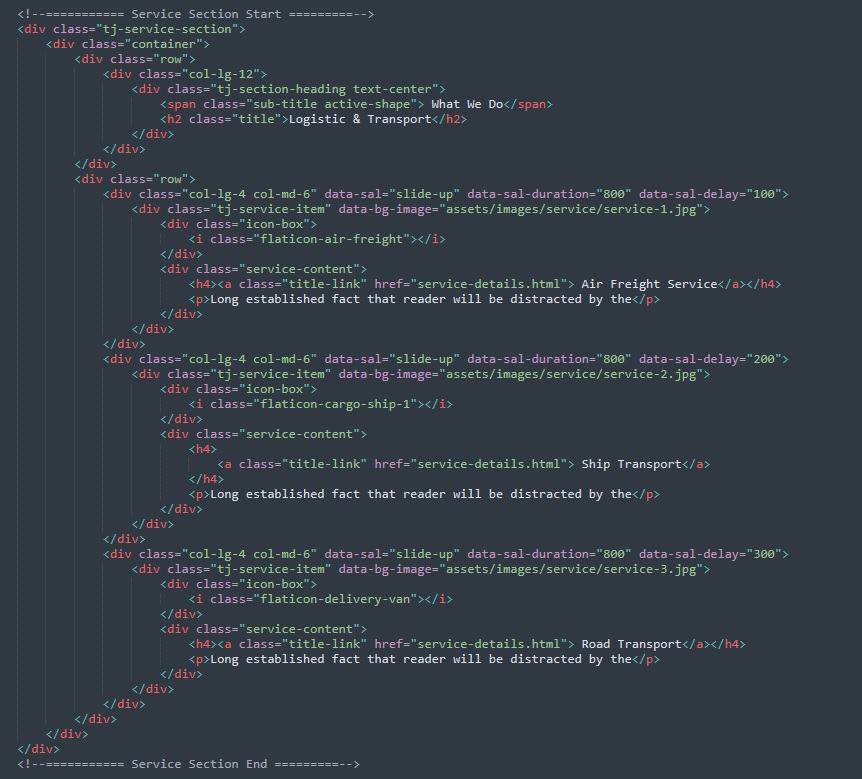 <!--=========== Service Section Start =========-->
<div class="tj-service-section">
<div class="container">
<div class="row">
<div class="col-lg-12">
<div class="tj-section-heading text-center">
<span class="sub-title active-shape"> What We Do</span>
<h2 class="title">Logistic & Transport</h2>
</div>
</div>
</div>
<div class="row">
<div class="col-lg-4 col-md-6" data-sal="slide-up" data-sal-duration="800" data-sal-delay="100">
<div class="tj-service-item" data-bg-image="assets/images/service/service-1.jpg">
<div class="icon-box">
<i class="flaticon-air-freight"></i>
</div>
<div class="service-content">
<h4><a class="title-link" href="service-details.html"> Air Freight Service</a></h4>
<p>Long established fact that reader will be distracted by the</p>
</div>
</div>
</div>
<div class="col-lg-4 col-md-6" data-sal="slide-up" data-sal-duration="800" data-sal-delay="200">
<div class="tj-service-item" data-bg-image="assets/images/service/service-2.jpg">
<div class="icon-box">
<i class="flaticon-cargo-ship-1"></i>
</div>
<div class="service-content">
<h4>
<a class="title-link" href="service-details.html"> Ship Transport</a>
</h4>
<p>Long established fact that reader will be distracted by the</p>
</div>
</div>
</div>
<div class="col-lg-4 col-md-6" data-sal="slide-up" data-sal-duration="800" data-sal-delay="300">
<div class="tj-service-item" data-bg-image="assets/images/service/service-3.jpg">
<div class="icon-box">
<i class="flaticon-delivery-van"></i>
</div>
<div class="service-content">
<h4><a class="title-link" href="service-details.html"> Road Transport</a></h4>
<p>Long established fact that reader will be distracted by the</p>
</div>
</div>
</div>
</div>
</div>
</div>
<!--=========== Service Section End =========-->